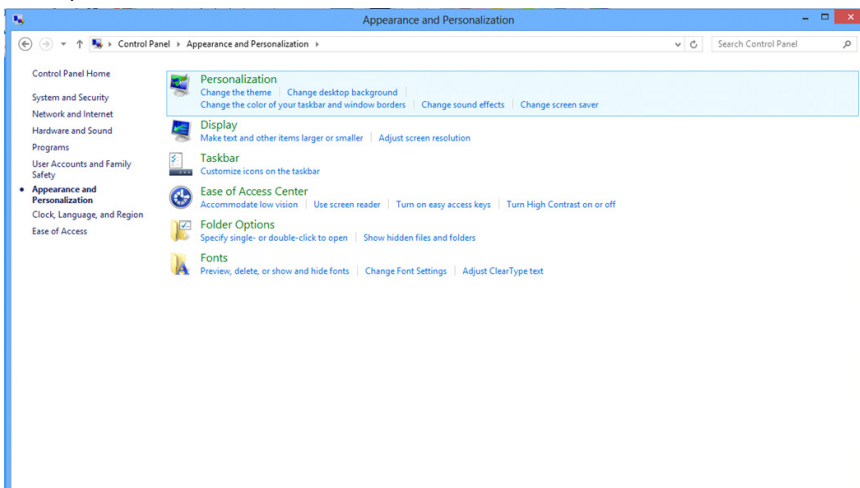 Appearance and Personalization
Control Panel Appearance and Personalization
Search Control Panel
Control Panel Home
System and Security
Network and Internet
Hardware and Sound
Programs
User Accounts and Family
Safety
Appearance and
Personalization
Clock, Language, and Region
Ease of Access
Personalization
Change the theme Change desktop background
Change the color of your taskbar and window borders Change sound effects Change screen saver
Display
Make text and other items larger or smaller Adjust screen resolution
Taskbar
Customize icons on the taskbar
Ease of Access Center
Accommodate low vision Use screen reader Turn on easy access keys Turn High Contrast on or off
Folder Options
Specify single- or double-click to open Show hidden files and folders
Fonts
Preview, delete, or show and hide fonts Change Font Settings Adjust ClearType text